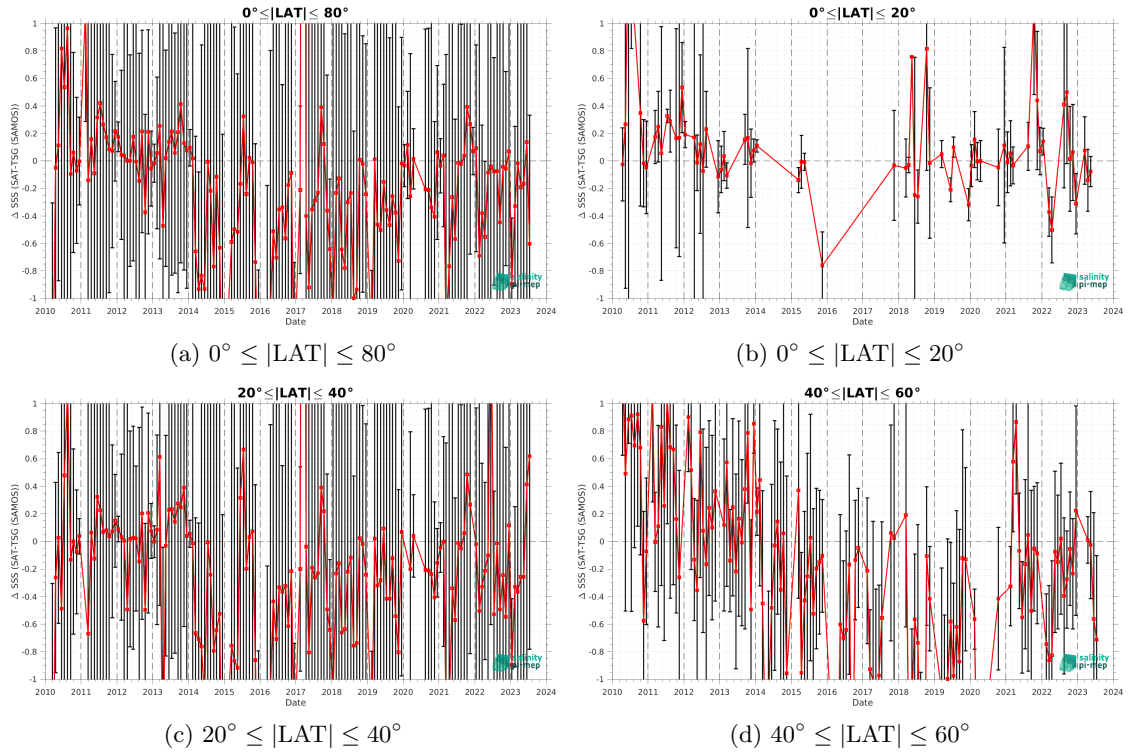 0°≤|LAT|≤ 80°
Δ SSS (SAT-TSG (SAMOS))
1
0.8
0.6
0.4
0.2
0
-0.2
-0.4
-0.6
-0.8
-1
2010 2011 2012 2013 2014 2015 2016 2017 2018 2019 2020 2021 2022 2023 2024
Date
salinity
pi-mep
(a) 0° ≤ |LAT| ≤ 80°
0°≤|LAT|≤ 20°
Δ SSS (SAT-TSG (SAMOS))
1
0.8
0.6
0.4
0.2
0
-0.2
-0.4
-0.6
-0.8
-1
2010 2011 2012 2013 2014 2015 2016 2017 2018 2019 2020 2021 2022 2023 2024
Date
salinity
pi-mep
(b) 0° ≤ |LAT| ≤ 20°
20°≤|LAT|≤ 40°
Δ SSS (SAT-TSG (SAMOS))
1
0.8
0.6
0.4
0.2
0
-0.2
-0.4
-0.6
-0.8
-1
2010 2011 2012 2013 2014 2015 2016 2017 2018 2019 2020 2021 2022 2023 2024
Date
salinity
pi-mep
(c) 20° ≤ |LAT| ≤ 40°
40°≤|LAT|≤ 60°
Δ SSS (SAT-TSG (SAMOS))
1
0.8
0.6
0.4
0.2
0
-0.2
-0.4
-0.6
-0.8
-1
2010 2011 2012 2013 2014 2015 2016 2017 2018 2019 2020 2021 2022 2023 2024
Date
salinity
pi-mep
(d) 40° ≤ |LAT| ≤ 60°